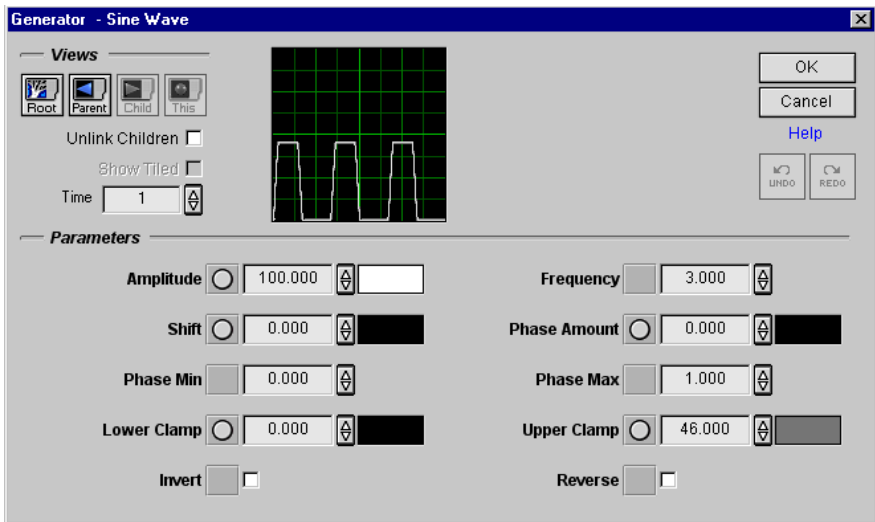 Generator - Sine Wave
Views
Root Parent Child This
Unlink Children
Show Tiled
Time 1
OK
Cancel
Help
UNDO REDO
Parameters
Amplitude 100.000 Frequency 3.000
Shift 0.000 Phase Amount 0.000
Phase Min 0.000 Phase Max 1.000
Lower Clamp 0.000 Upper Clamp 46.000
Invert Reverse